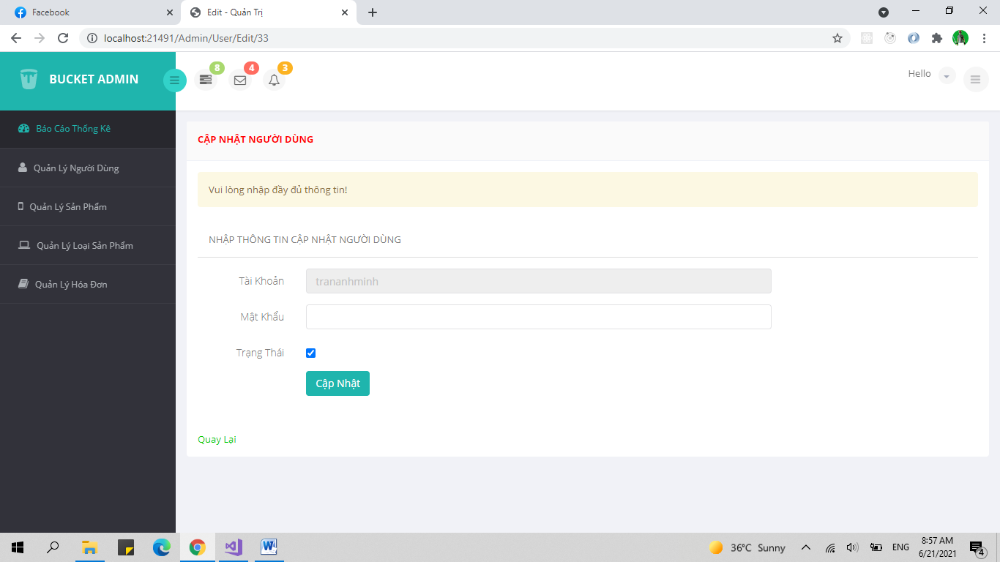 Facebook
Edit - Quản Trị
localhost:21491/Admin/User/Edit/33
BUCKET ADMIN
8
4
3
Hello
Báo Cáo Thống Kê
Quản Lý Người Dùng
Quản Lý Sản Phẩm
Quản Lý Loại Sản Phẩm
Quản Lý Hóa Đơn
CẬP NHẬT NGƯỜI DÙNG
Vui lòng nhập đầy đủ thông tin!
NHẬP THÔNG TIN CẬP NHẬT NGƯỜI DÙNG
Tài Khoản
trananhminh
Mật Khẩu
Trạng Thái
Cập Nhật
Quay Lại
36°C Sunny
ENG
8:57 AM
6/21/2021
4